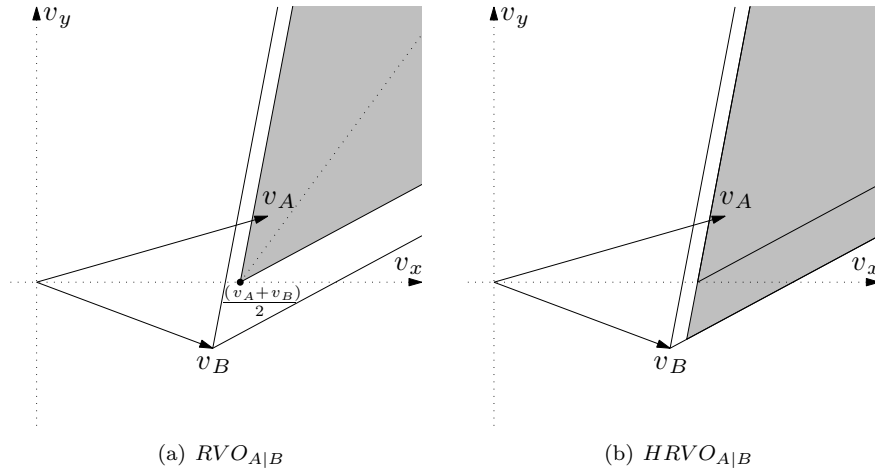 v_y
v_A
v_x
(v_A+v_B)
2
v_B
(a) RVO_{A|B}
v_y
v_A
v_x
v_B
(b) HRVO_{A|B}